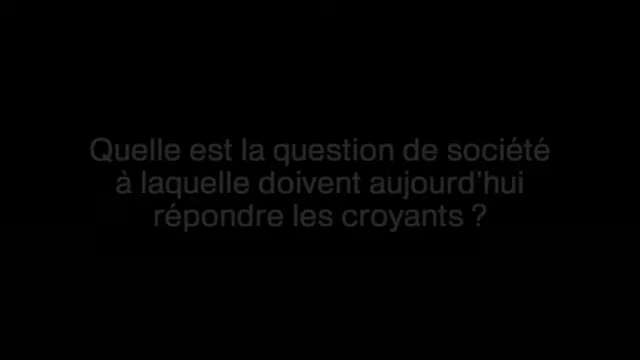 Quelle est la question de société
à laquelle doivent aujourd'hui
répondre les croyants ?